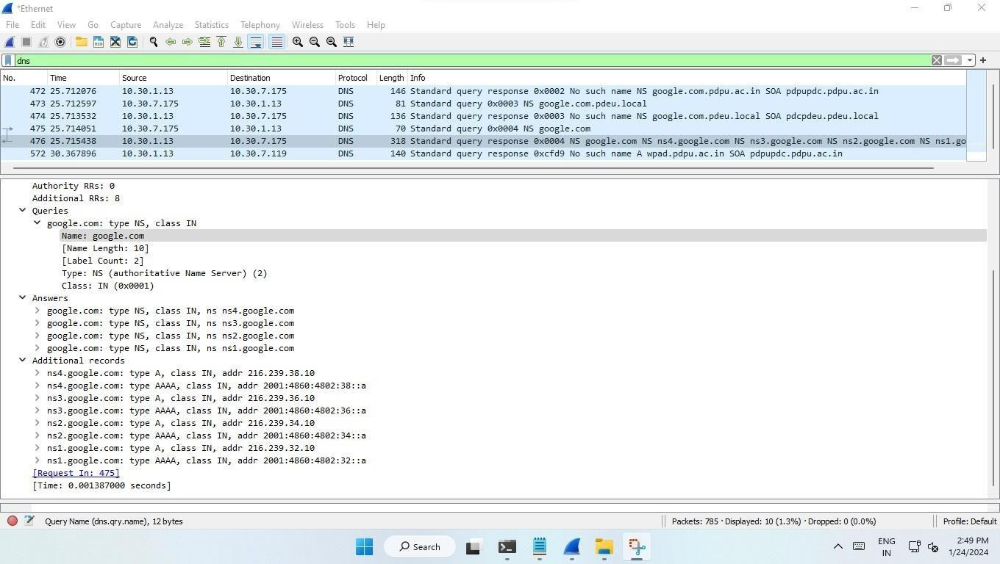 *Ethernet
File Edit View Go Capture Analyze Statistics Telephony Wireless Tools Help
dns
No. Time Source Destination Protocol Length Info
472 25.712076 10.30.1.13 10.30.7.175 DNS 146 Standard query response 0x0002 No such name NS google.com.pdpu.ac.in SOA pdpupdc.pdpu.ac.in
473 25.712597 10.30.7.175 10.30.1.13 DNS 81 Standard query 0x0003 NS google.com.pdeu.local
474 25.713532 10.30.1.13 10.30.7.175 DNS 136 Standard query response 0x0003 No such name NS google.com.pdeu.local SOA pdcpdeu.pdeu.local
475 25.714051 10.30.7.175 10.30.1.13 DNS 70 Standard query 0x0004 NS google.com
476 25.715438 10.30.1.13 10.30.7.175 DNS 318 Standard query response 0x0004 NS google.com NS ns4.google.com NS ns3.google.com NS ns2.google.com NS ns1.go
572 30.367896 10.30.1.13 10.30.7.119 DNS 140 Standard query response 0xcfd9 No such name A wpad.pdpu.ac.in SOA pdpupdc.pdpu.ac.in
Authority RRs: 0
Additional RRs: 8
Queries
google.com: type NS, class IN
Name: google.com
[Name Length: 10]
[Label Count: 2]
Type: NS (authoritative Name Server) (2)
Class: IN (0x0001)
Answers
google.com: type NS, class IN, ns ns4.google.com
google.com: type NS, class IN, ns ns3.google.com
google.com: type NS, class IN, ns ns2.google.com
google.com: type NS, class IN, ns ns1.google.com
Additional records
ns4.google.com: type A, class IN, addr 216.239.38.10
ns4.google.com: type AAAA, class IN, addr 2001:4860:4802:38::a
ns3.google.com: type A, class IN, addr 216.239.36.10
ns3.google.com: type AAAA, class IN, addr 2001:4860:4802:36::a
ns2.google.com: type A, class IN, addr 216.239.34.10
ns2.google.com: type AAAA, class IN, addr 2001:4860:4802:34::a
ns1.google.com: type A, class IN, addr 216.239.32.10
ns1.google.com: type AAAA, class IN, addr 2001:4860:4802:32::a
[Request In: 475]
[Time: 0.001387000 seconds]
Query Name (dns.qry.name), 12 bytes
Packets: 785 · Displayed: 10 (1.3%) · Dropped: 0 (0.0%)
Profile: Default
Search
ENG
IN
2:49 PM
1/24/2024